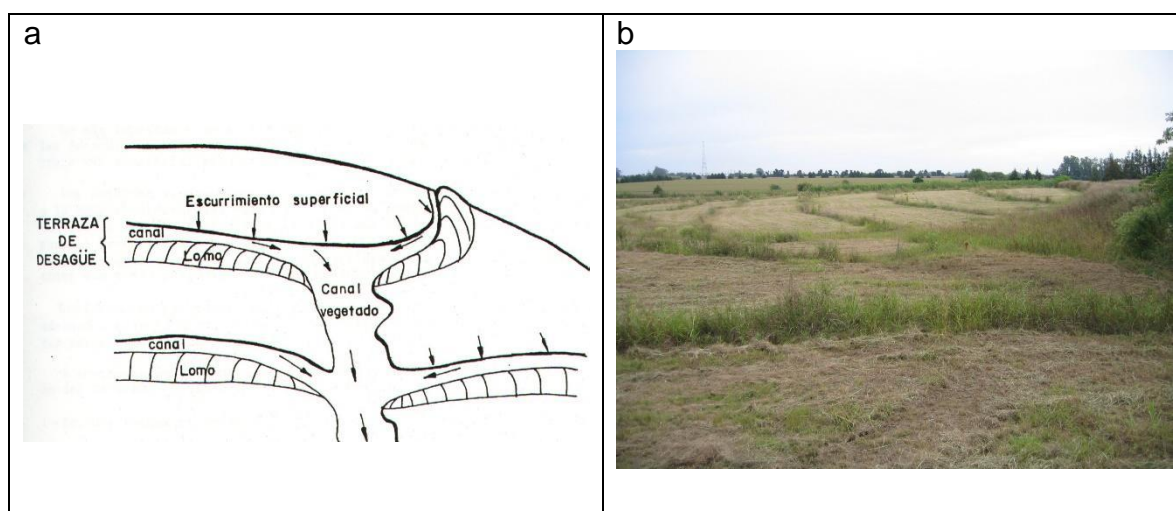 a
b
Escurrimiento superficial
TERRAZA
DE
DESAGÜE
canal
Lomo
Canal
vegetado
canal
Lomo